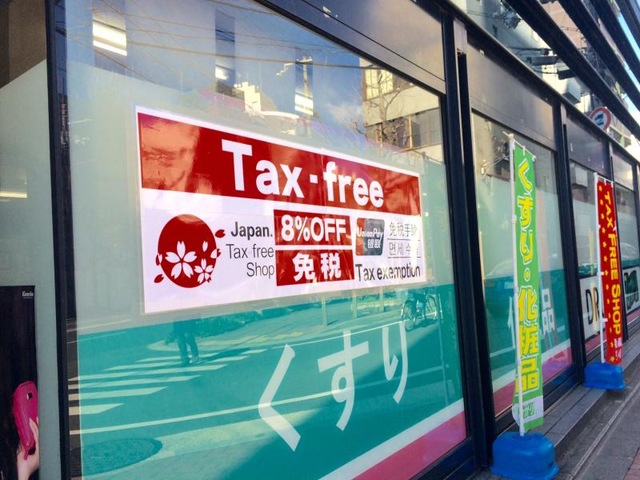 Tax-free
Japan.
Tax free
Shop
8%OFF
免税
UnionPay
银联
免税手続
면세 수속
Tax exemption
くすり
くすり・化粧品
TAX FREE SHOP